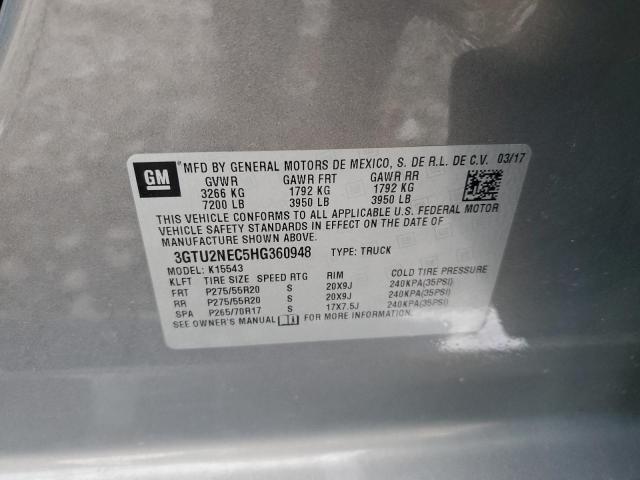 GM ® MFD BY GENERAL MOTORS DE MEXICO, S. DE R.L. DE C.V. 03/17
GVWR GAWR FRT GAWR RR
3266 KG 1792 KG 1792 KG
7200 LB 3950 LB 3950 LB
THIS VEHICLE CONFORMS TO ALL APPLICABLE U.S. FEDERAL MOTOR
VEHICLE SAFETY STANDARDS IN EFFECT ON THE DATE OF
MANUFACTURE SHOWN ABOVE.
3GTU2NEC5HG360948 TYPE: TRUCK
MODEL: K15543
KLFT TIRE SIZE SPEED RTG RIM COLD TIRE PRESSURE
FRT P275/55R20 S 20X9J 240KPA(35PSI)
RR P275/55R20 S 20X9J 240KPA(35PSI)
SPA P265/70R17 S 17X7.5J 240KPA(35PSI)
SEE OWNER'S MANUAL FOR MORE INFORMATION.